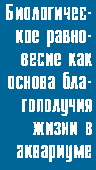 Биологичес-
кое равно-
весие как
основа бла-
гополучия
жизни в
аквариуме